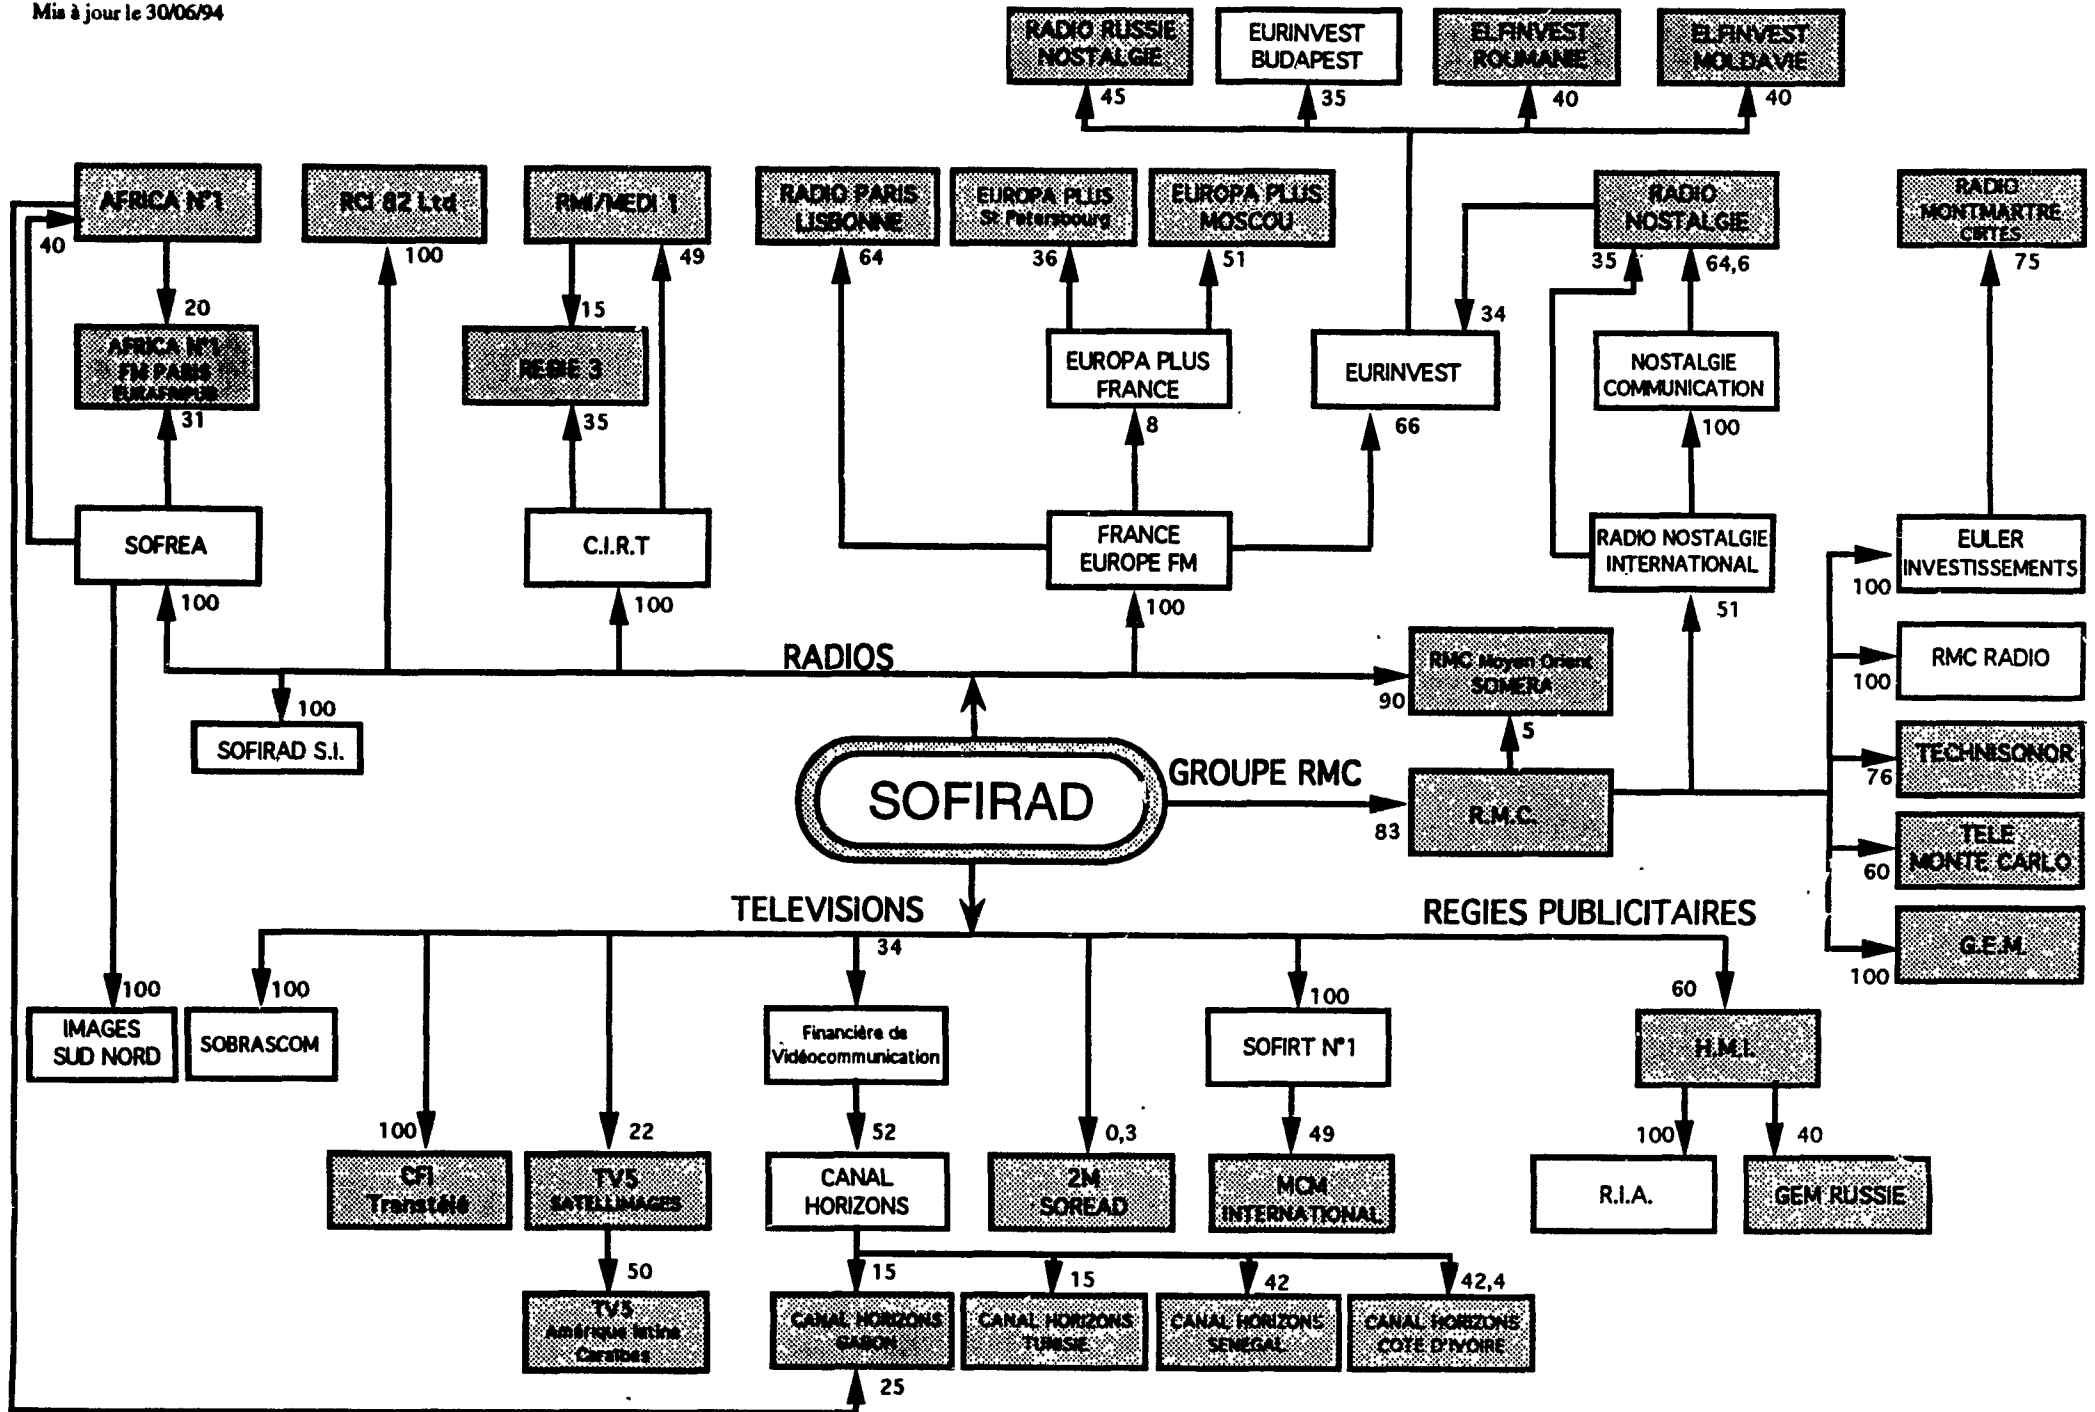 Mis à jour le 30/06/94
RADIO RUSSIE
NOSTALGIE
EURINVEST
BUDAPEST
ELFINVEST
ROUMANIE
ELFINVEST
MOLDAVIE
45
35
40
40
AFRICA N°1
RCI 82 Ltd
RMI/MEDI 1
RADIO PARIS
LISBONNE
EUROPA PLUS
St Petersbourg
EUROPA PLUS
MOSCOU
RADIO
NOSTALGIE
RADIO
MONTMARTRE
CIRTES
40
100
49
64
36
51
35
64,6
75
20
15
34
AFRICA N°1
FM PARIS
EURAFRIPUB
REGIE 3
EUROPA PLUS
FRANCE
EURINVEST
NOSTALGIE
COMMUNICATION
31
35
8
66
100
SOFREA
C.I.R.T
FRANCE
EUROPE FM
RADIO NOSTALGIE
INTERNATIONAL
EULER
INVESTISSEMENTS
100
100
100
100
51
RADIOS
RMC Moyen Orient
SOMERA
RMC RADIO
90
100
100
SOFIRAD S.I.
5
TECHNISONOR
76
SOFIRAD
GROUPE RMC
83
R.M.C.
TELE
MONTE CARLO
60
TELEVISIONS
34
REGIES PUBLICITAIRES
G.E.M.
100
100
100
100
60
IMAGES
SUD NORD
SOBRASCOM
Financière de
Vidéocommunication
SOFIRT N°1
H.M.I.
100
22
52
0,3
49
100
40
CFI
Transtélé
TV5
SATELLIMAGES
CANAL
HORIZONS
2M
SOREAD
MCM
INTERNATIONAL
R.I.A.
GEM RUSSIE
50
15
15
42
42,4
TV5
Amérique latine
Caraïbes
CANAL HORIZONS
GABON
CANAL HORIZONS
TUNISIE
CANAL HORIZONS
SENEGAL
CANAL HORIZONS
COTE D'IVOIRE
25